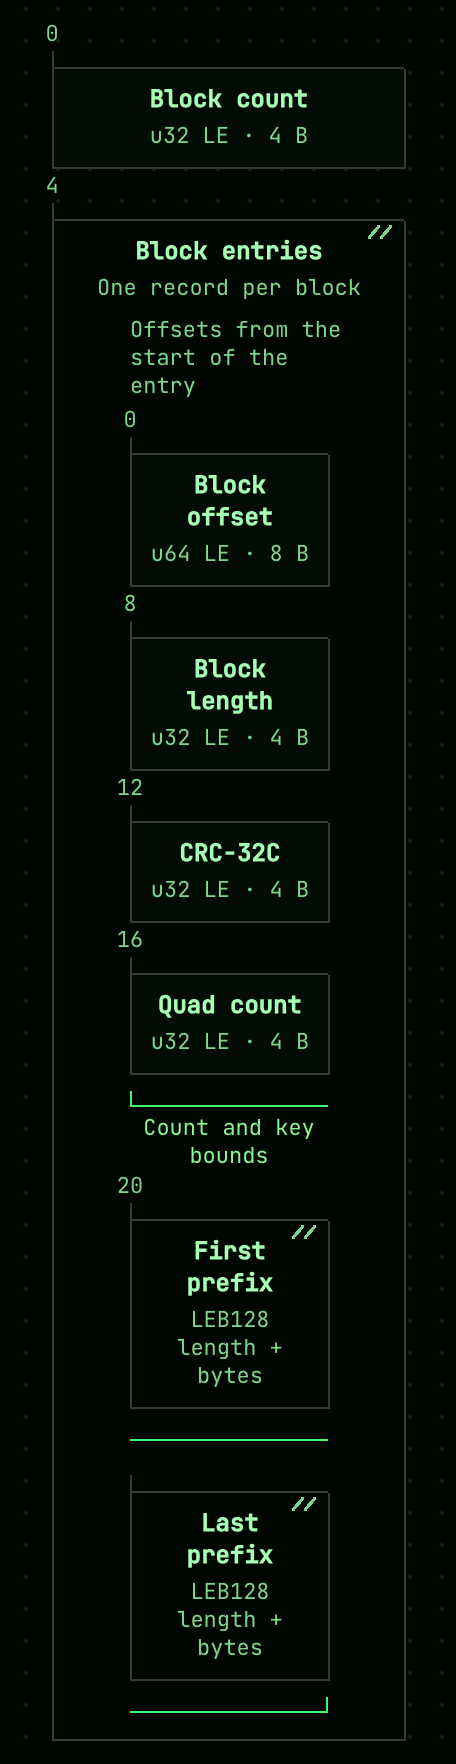 0
Block count
u32 LE · 4 B
4
Block entries
One record per block
Offsets from the
start of the
entry
0
Block
offset
u64 LE · 8 B
8
Block
length
u32 LE · 4 B
12
CRC-32C
u32 LE · 4 B
16
Quad count
u32 LE · 4 B
Count and key
bounds
20
First
prefix
LEB128
length +
bytes
Last
prefix
LEB128
length +
bytes